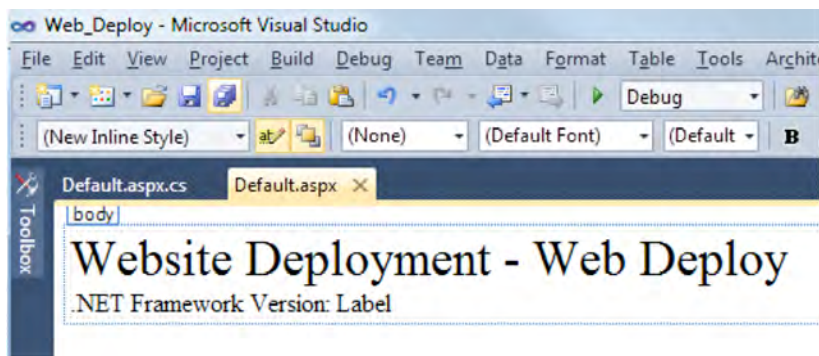 Web_Deploy - Microsoft Visual Studio
File Edit View Project Build Debug Team Data Format Table Tools Archite
Debug
(New Inline Style) ab (None) (Default Font) (Default B
Default.aspx.cs Default.aspx
Toolbox
body
Website Deployment - Web Deploy
.NET Framework Version: Label